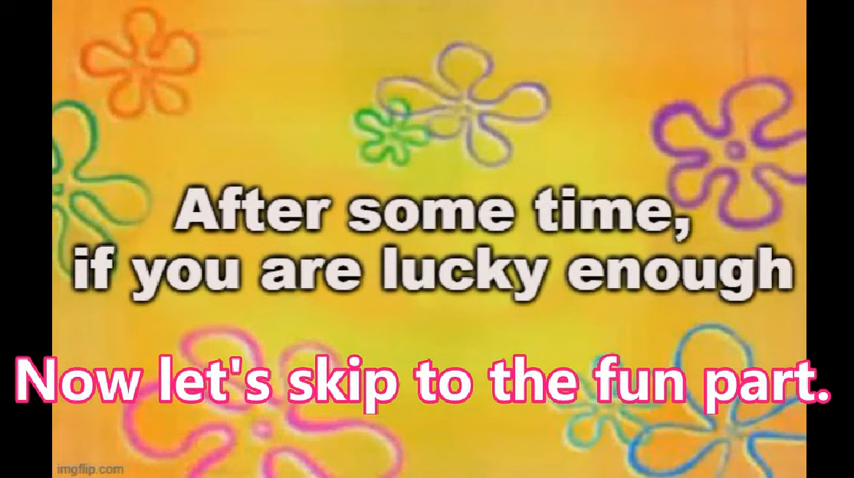 After some time,
if you are lucky enough
Now let's skip to the fun part.
imgflip.com